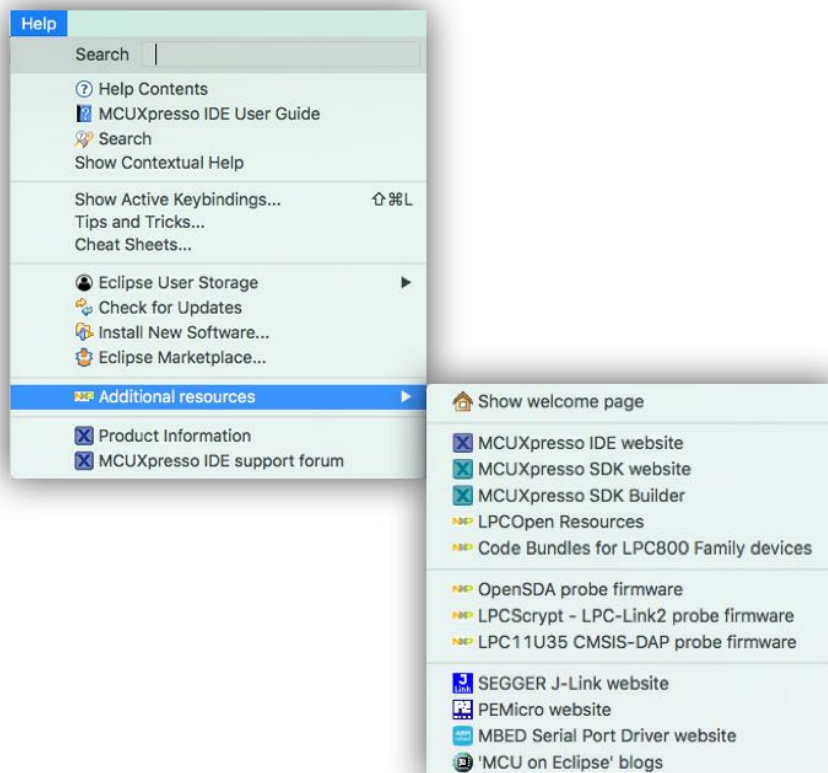 Help
Search
Help Contents
MCUXpresso IDE User Guide
Search
Show Contextual Help
Show Active Keybindings... ⇧⌘L
Tips and Tricks...
Cheat Sheets...
Eclipse User Storage
Check for Updates
Install New Software...
Eclipse Marketplace...
Additional resources
Product Information
MCUXpresso IDE support forum
Show welcome page
MCUXpresso IDE website
MCUXpresso SDK website
MCUXpresso SDK Builder
LPCOpen Resources
Code Bundles for LPC800 Family devices
OpenSDA probe firmware
LPCScrypt - LPC-Link2 probe firmware
LPC11U35 CMSIS-DAP probe firmware
SEGGER J-Link website
PEMicro website
MBED Serial Port Driver website
'MCU on Eclipse' blogs